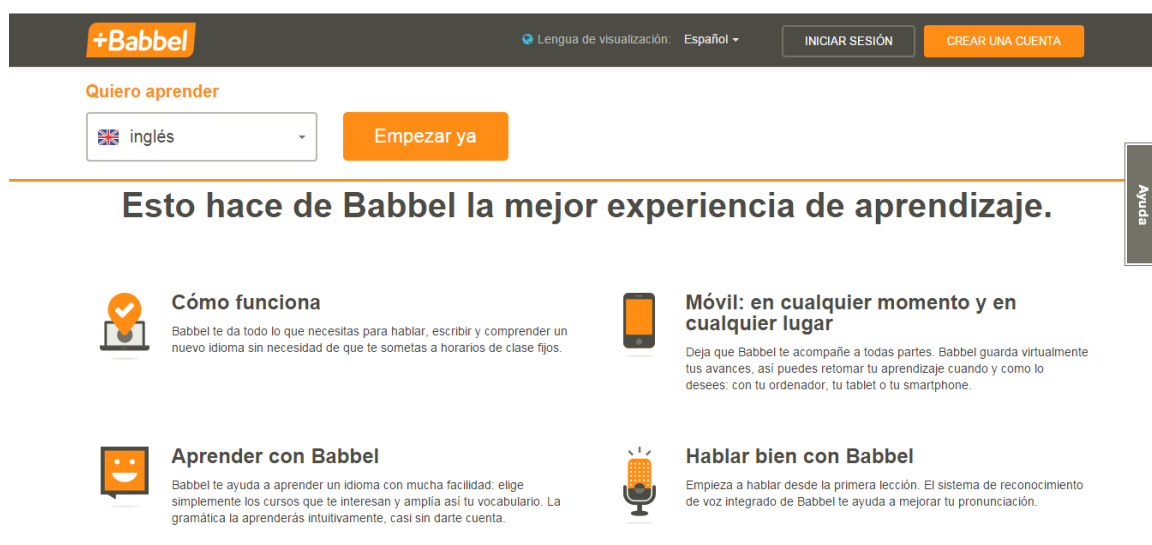 +Babbel
Lengua de visualización: Español
INICIAR SESIÓN
CREAR UNA CUENTA
Quiero aprender
inglés
Empezar ya
Ayuda
Esto hace de Babbel la mejor experiencia de aprendizaje.
Cómo funciona
Babbel te da todo lo que necesitas para hablar, escribir y comprender un
nuevo idioma sin necesidad de que te sometas a horarios de clase fijos.
Móvil: en cualquier momento y en
cualquier lugar
Deja que Babbel te acompañe a todas partes. Babbel guarda virtualmente
tus avances, así puedes retomar tu aprendizaje cuando y como lo
desees: con tu ordenador, tu tablet o tu smartphone.
Aprender con Babbel
Babbel te ayuda a aprender un idioma con mucha facilidad: elige
simplemente los cursos que te interesan y amplía así tu vocabulario. La
gramática la aprenderás intuitivamente, casi sin darte cuenta.
Hablar bien con Babbel
Empieza a hablar desde la primera lección. El sistema de reconocimiento
de voz integrado de Babbel te ayuda a mejorar tu pronunciación.